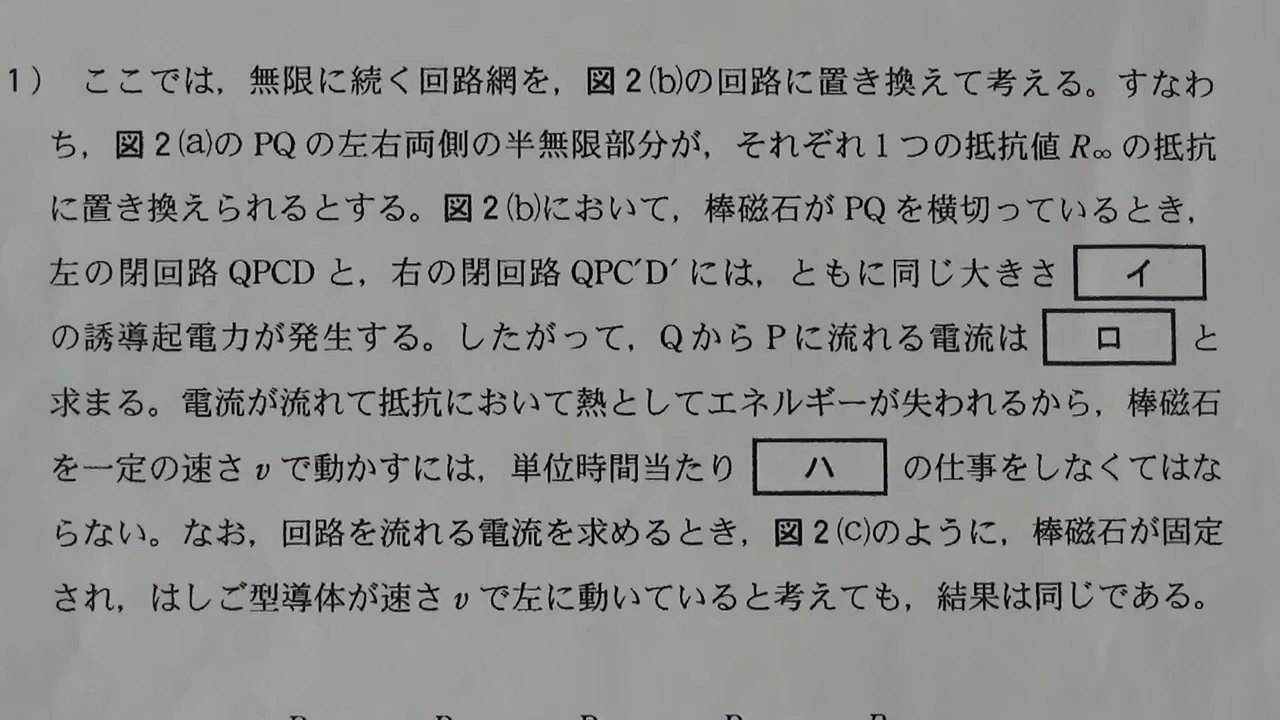 1） ここでは，無限に続く回路網を，図2(b)の回路に置き換えて考える。すなわ
ち，図2(a)のPQの左右両側の半無限部分が，それぞれ1つの抵抗値R∞の抵抗
に置き換えられるとする。図2(b)において，棒磁石がPQを横切っているとき，
左の閉回路QPCDと，右の閉回路QPC′D′には，ともに同じ大きさ イ
の誘導起電力が発生する。したがって，QからPに流れる電流は ロ と
求まる。電流が流れて抵抗において熱としてエネルギーが失われるから，棒磁石
を一定の速さvで動かすには，単位時間当たり ハ の仕事をしなくてはな
らない。なお，回路を流れる電流を求めるとき，図2(c)のように，棒磁石が固定
され，はしご型導体が速さvで左に動いていると考えても，結果は同じである。